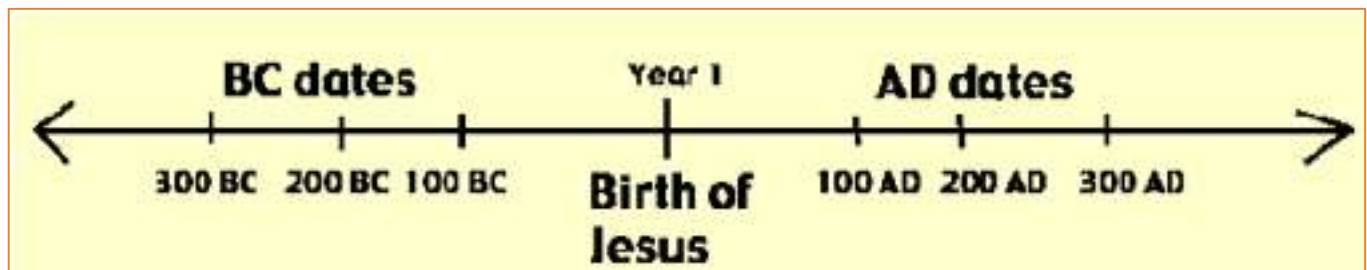 BC dates
Year 1
AD dates
300 BC 200 BC 100 BC
Birth of
Jesus
100 AD 200 AD 300 AD